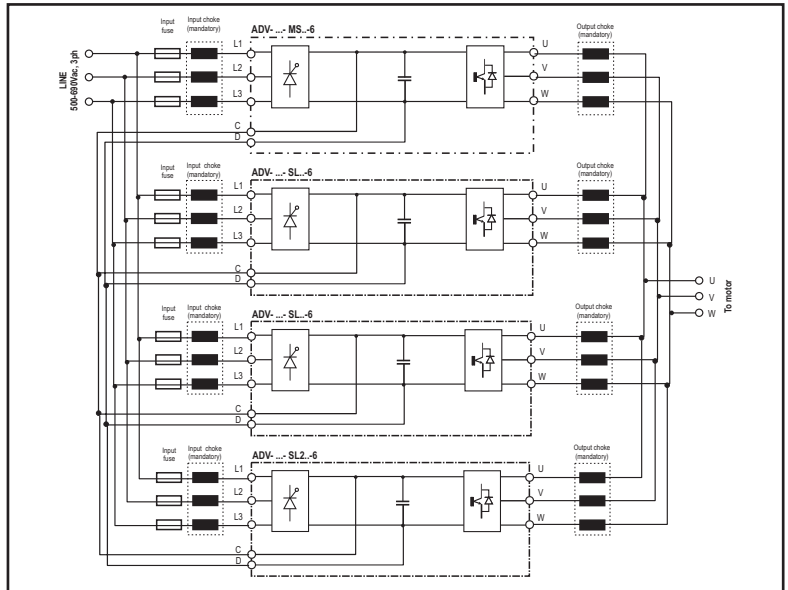 Input fuse
Input choke (mandatory)
ADV- ...- MS..-6
Output choke (mandatory)
LINE
500-690Vac, 3ph
L1
L2
L3
C
D
U
V
W
Input fuse
Input choke (mandatory)
ADV- ...- SL..-6
Output choke (mandatory)
L1
L2
L3
C
D
U
V
W
U
V
W
To motor
Input fuse
Input choke (mandatory)
ADV- ...- SL..-6
Output choke (mandatory)
L1
L2
L3
C
D
U
V
W
Input fuse
Input choke (mandatory)
ADV- ...- SL2..-6
Output choke (mandatory)
L1
L2
L3
C
D
U
V
W